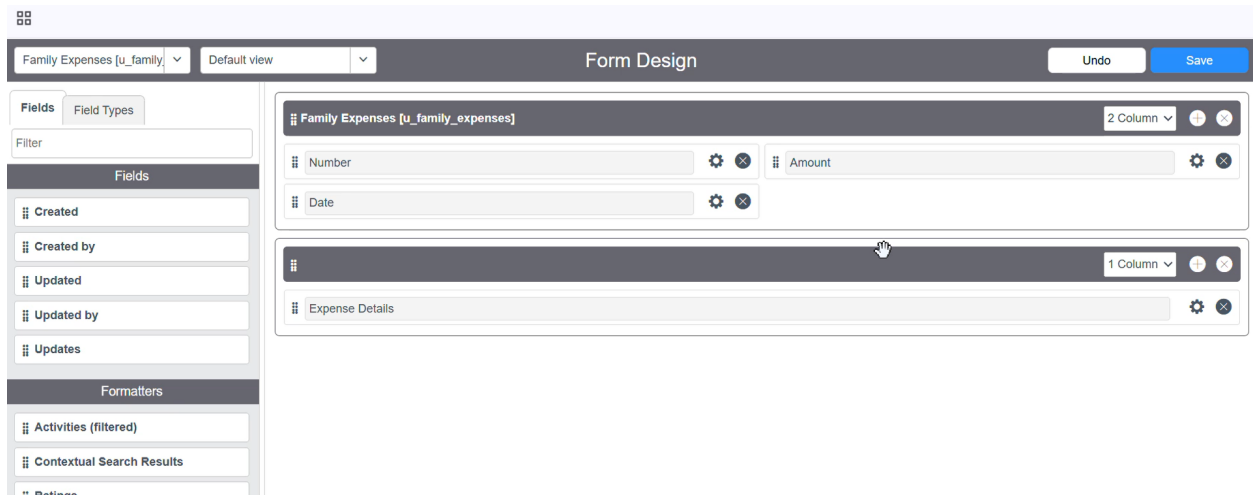 Family Expenses [u_family_
Default view
Form Design
Undo
Save
Fields
Field Types
Filter
Fields
Created
Created by
Updated
Updated by
Updates
Formatters
Activities (filtered)
Contextual Search Results
Ratings
Family Expenses [u_family_expenses]
2 Column
Number
Amount
Date
1 Column
Expense Details